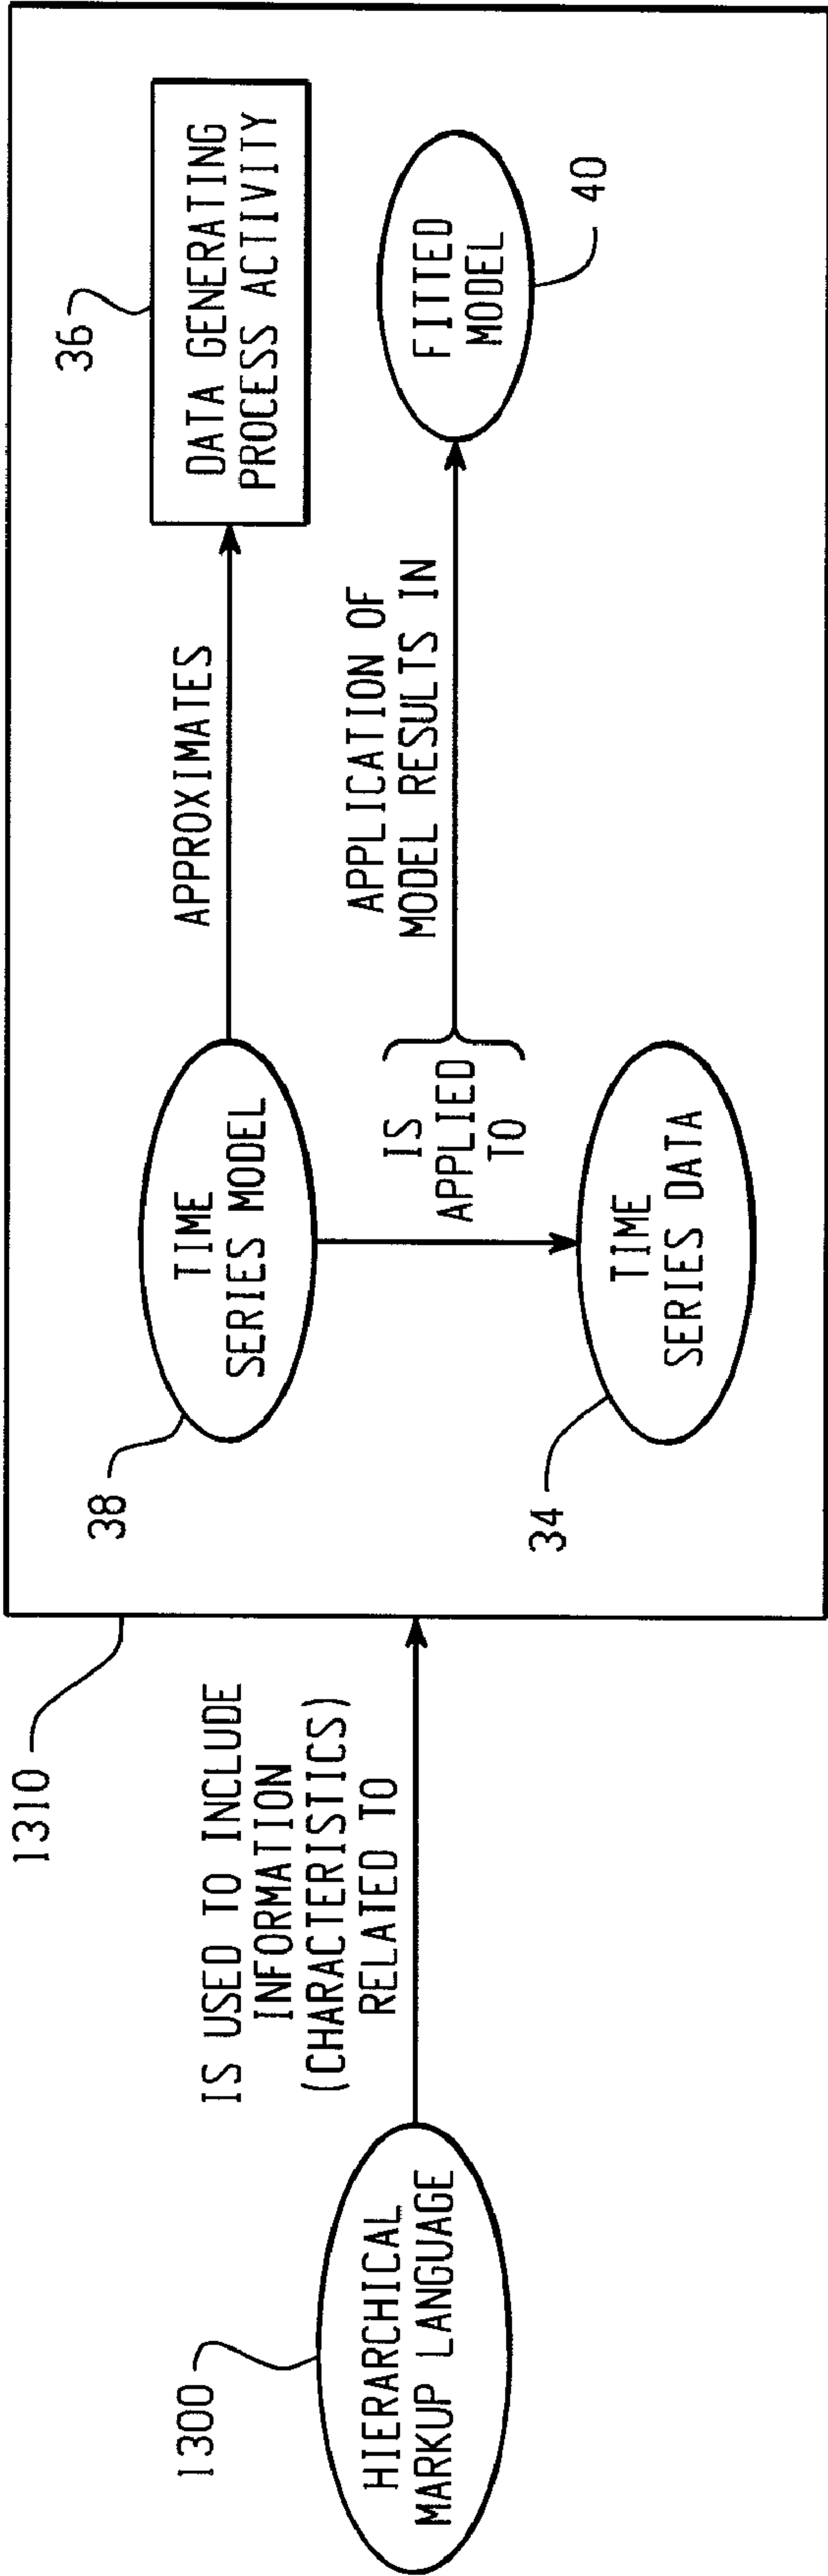 1300
HIERARCHICAL
MARKUP LANGUAGE
IS USED TO INCLUDE
INFORMATION
(CHARACTERISTICS)
RELATED TO
1310
38
TIME
SERIES MODEL
APPROXIMATES
36
DATA GENERATING
PROCESS ACTIVITY
IS
APPLIED
TO
APPLICATION OF
MODEL RESULTS IN
FITTED
MODEL
40
34
TIME
SERIES DATA